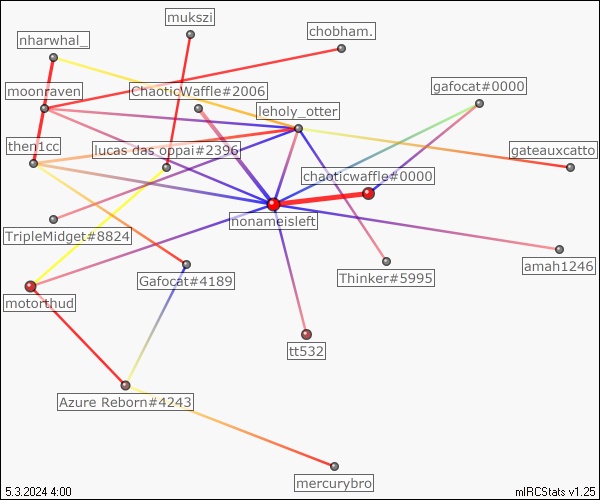 mukszi
chobham.
nharwhal_
moonraven
ChaoticWaffle#2006
gafocat#0000
leholy_otter
then1cc
lucas das oppai#2396
gateauxcatto
chaoticwaffle#0000
nonameisleft
TripleMidget#8824
amah1246
Gafocat#4189
Thinker#5995
motorthud
tt532
Azure Reborn#4243
mercurybro
5.3.2024 4:00
mIRCStats v1.25